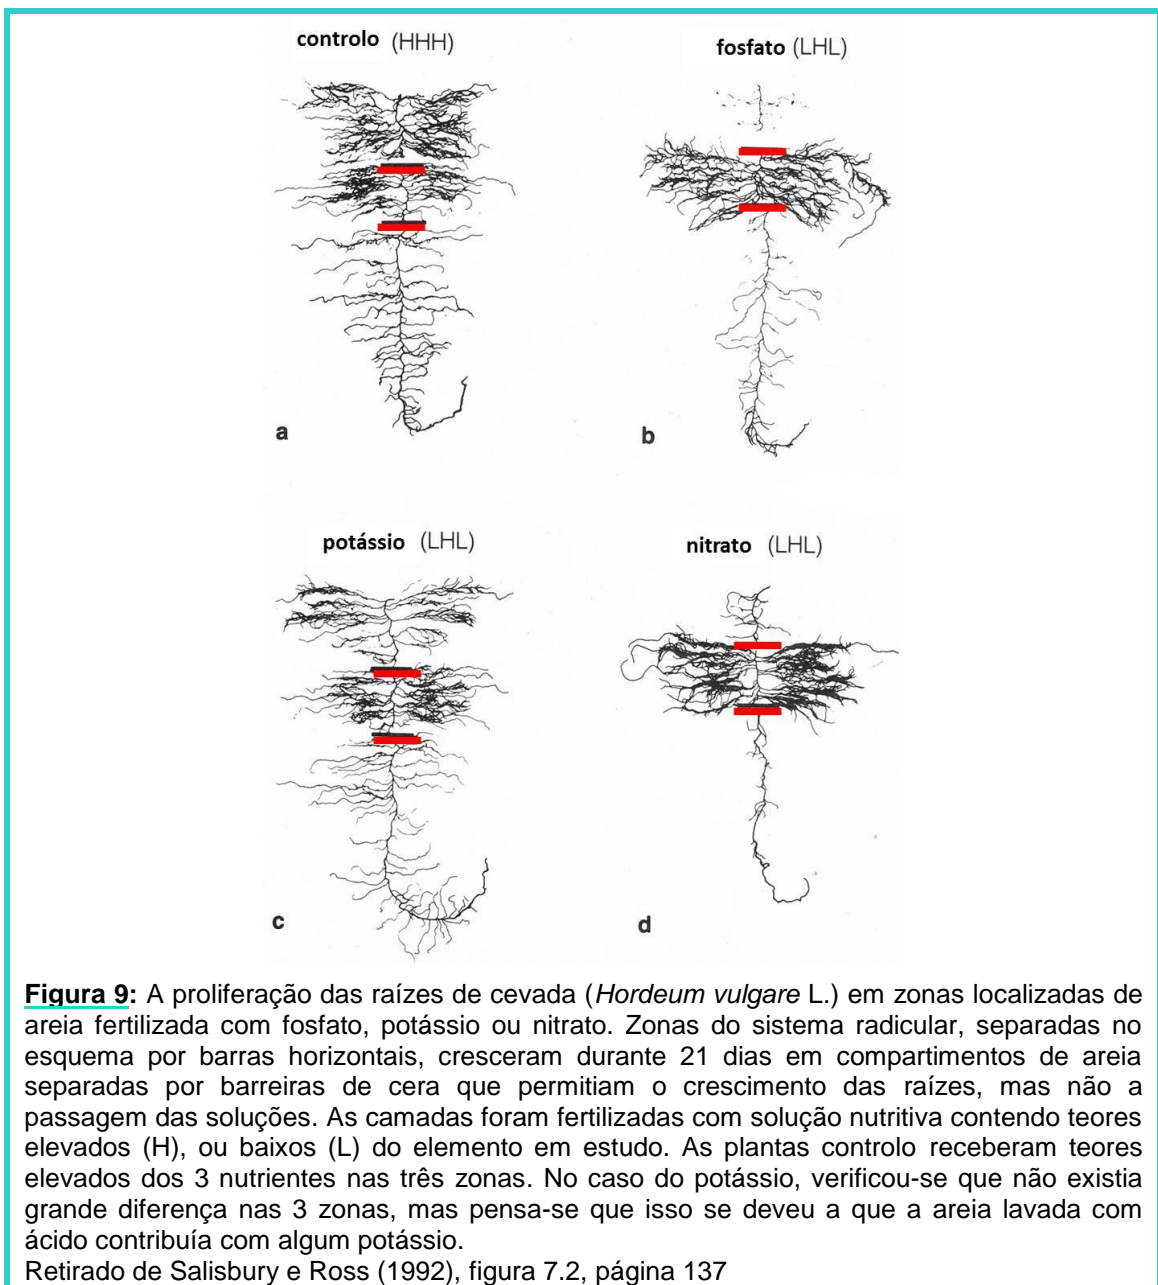 controlo (HHH)
fosfato (LHL)
a
b
potássio (LHL)
nitrato (LHL)
c
d
Figura 9: A proliferação das raízes de cevada (Hordeum vulgare L.) em zonas localizadas de
areia fertilizada com fosfato, potássio ou nitrato. Zonas do sistema radicular, separadas no
esquema por barras horizontais, cresceram durante 21 dias em compartimentos de areia
separadas por barreiras de cera que permitiam o crescimento das raízes, mas não a
passagem das soluções. As camadas foram fertilizadas com solução nutritiva contendo teores
elevados (H), ou baixos (L) do elemento em estudo. As plantas controlo receberam teores
elevados dos 3 nutrientes nas três zonas. No caso do potássio, verificou-se que não existia
grande diferença nas 3 zonas, mas pensa-se que isso se deveu a que a areia lavada com
ácido contribuía com algum potássio.
Retirado de Salisbury e Ross (1992), figura 7.2, página 137